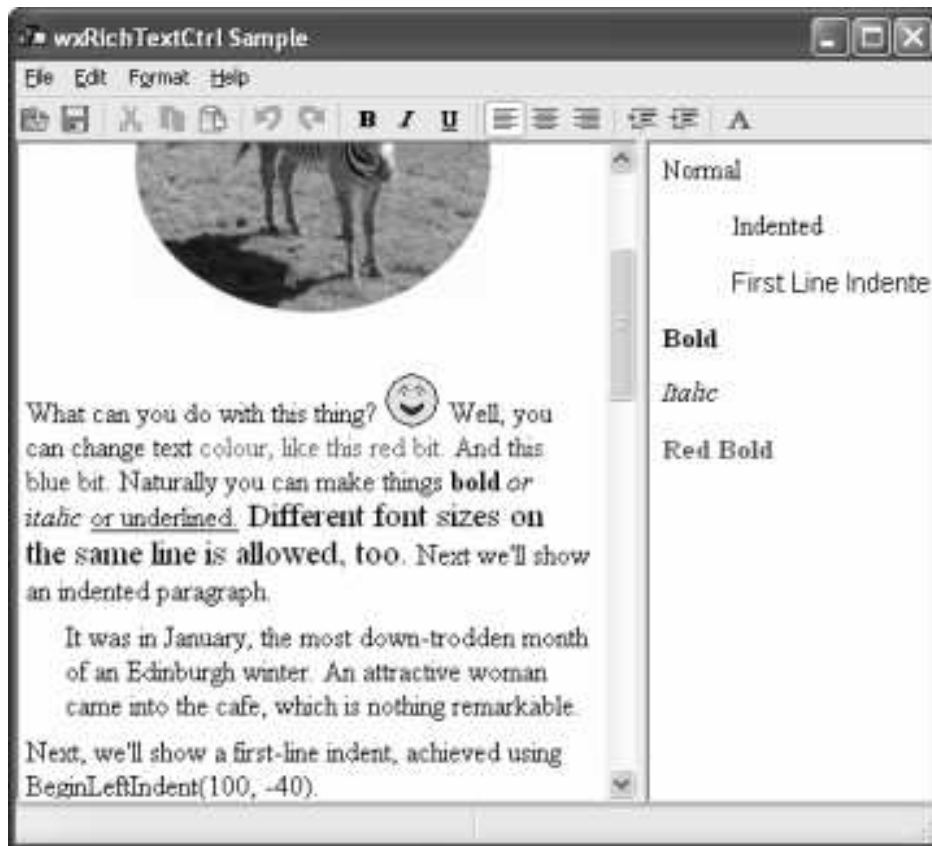 wxRichTextCtrl Sample
File Edit Format Help
B I U A
What can you do with this thing? Well, you
can change text colour, like this red bit. And this
blue bit. Naturally you can make things bold or
italic or underlined. Different font sizes on
the same line is allowed, too. Next we'll show
an indented paragraph.
It was in January, the most down-trodden month
of an Edinburgh winter. An attractive woman
came into the cafe, which is nothing remarkable.
Next, we'll show a first-line indent, achieved using
BeginLeftIndent(100, -40).
Normal
Indented
First Line Indente
Bold
Italic
Red Bold